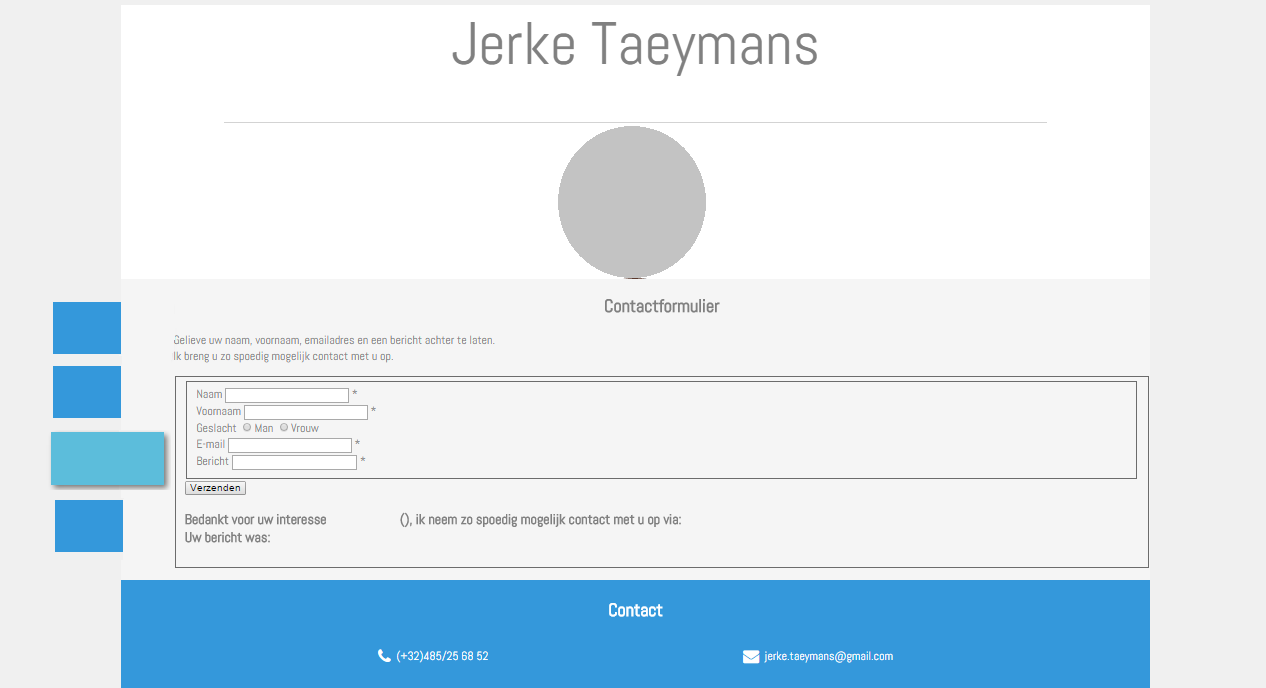 Jerke Taeymans
Contactformulier
Gelieve uw naam, voornaam, emailadres en een bericht achter te laten.
Ik breng u zo spoedig mogelijk contact met u op.
Naam *
Voornaam *
Geslacht Man Vrouw
E-mail *
Bericht *
Verzenden
Bedankt voor uw interesse (), ik neem zo spoedig mogelijk contact met u op via:
Uw bericht was:
Contact
(+32)485/25 68 52
jerke.taeymans@gmail.com